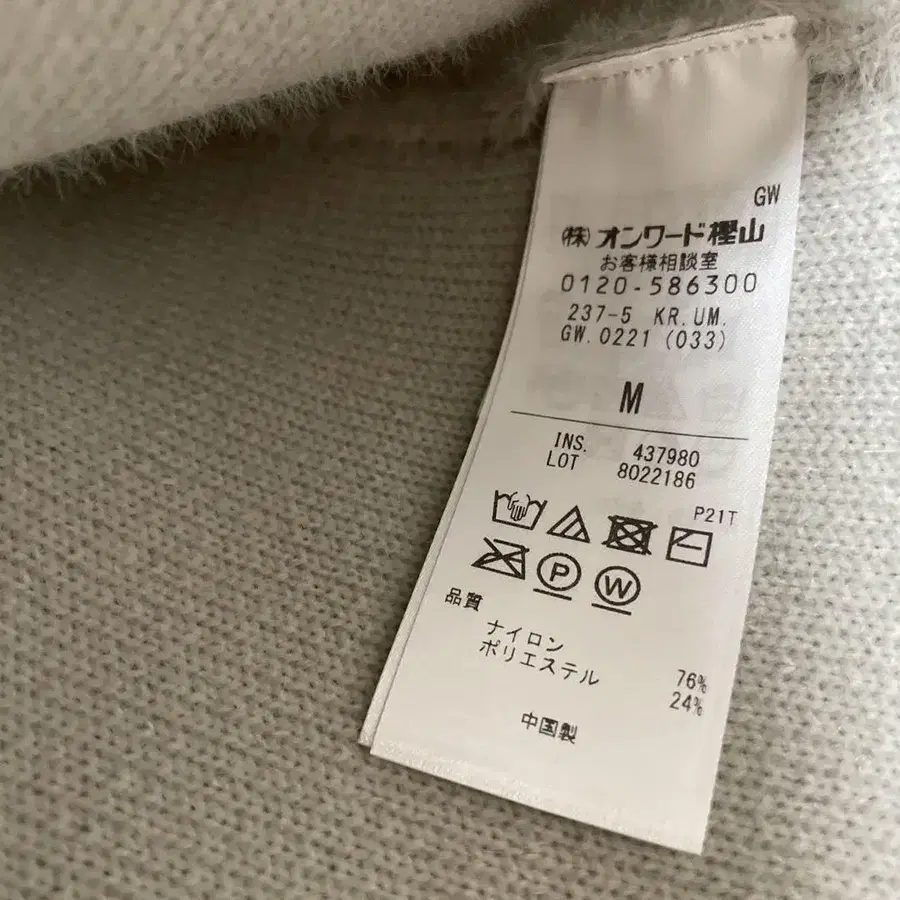 GW
(株)オンワード樫山
お客様相談室
0120-586300
237-5 KR.UM.
GW.0221 (033)
M
INS. 437980
LOT 8022186
P21T
P W
品質
ナイロン 76%
ポリエステル 24%
中国製